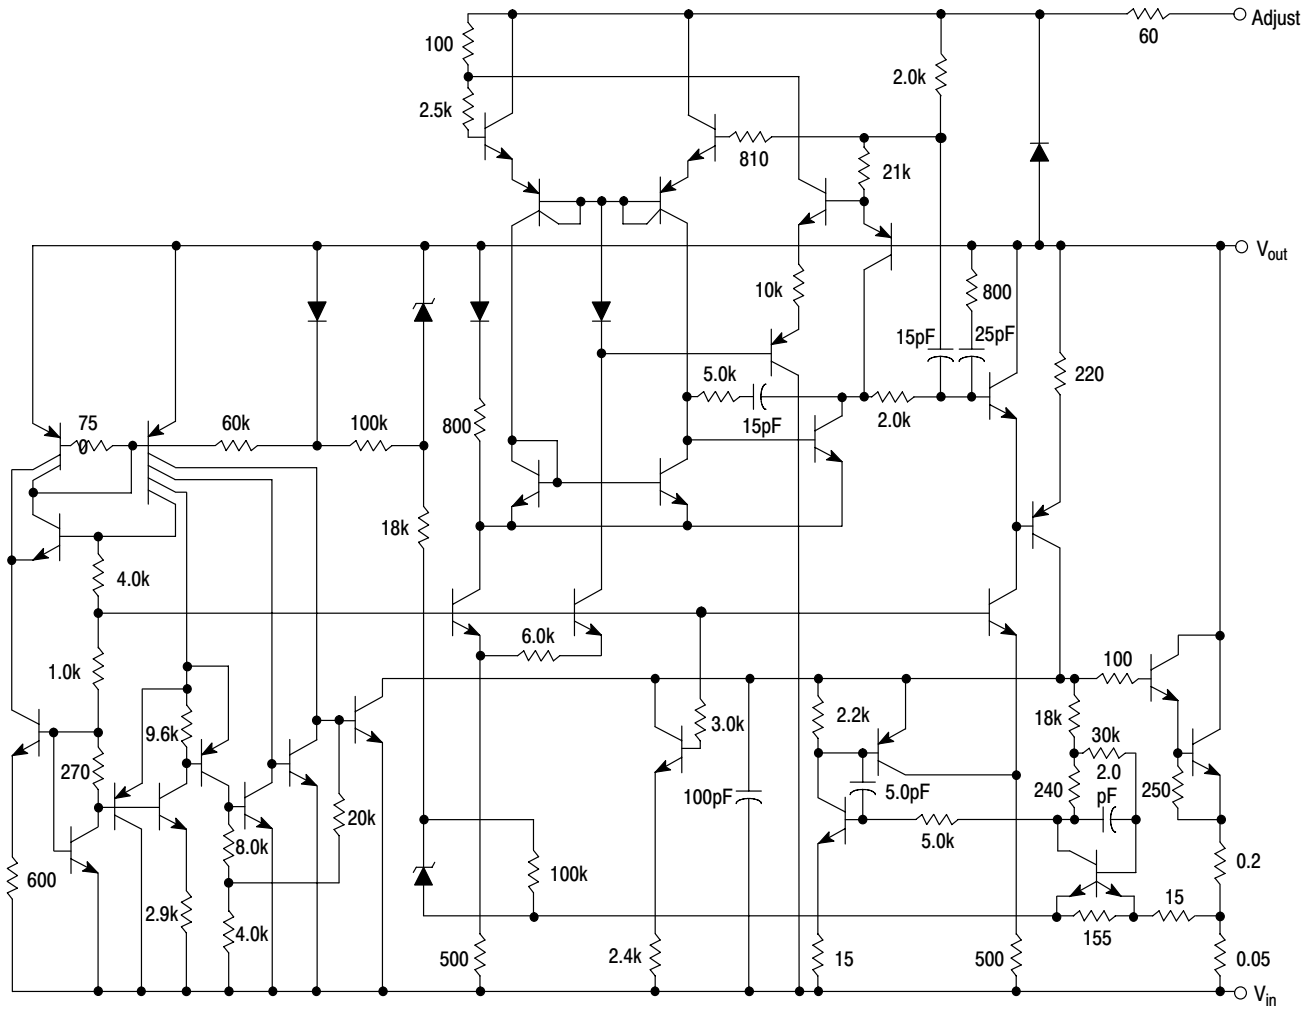 Adjust
60
100
2.0k
2.5k
810
21k
Vout
10k
800
15pF
25pF
220
5.0k
75
0
60k
100k
800
15pF
2.0k
18k
4.0k
6.0k
1.0k
100
9.6k
3.0k
2.2k
18k
30k
270
2.0
pF
100pF
5.0pF
240
250
20k
8.0k
5.0k
600
100k
0.2
2.9k
4.0k
15
155
500
2.4k
15
500
0.05
Vin